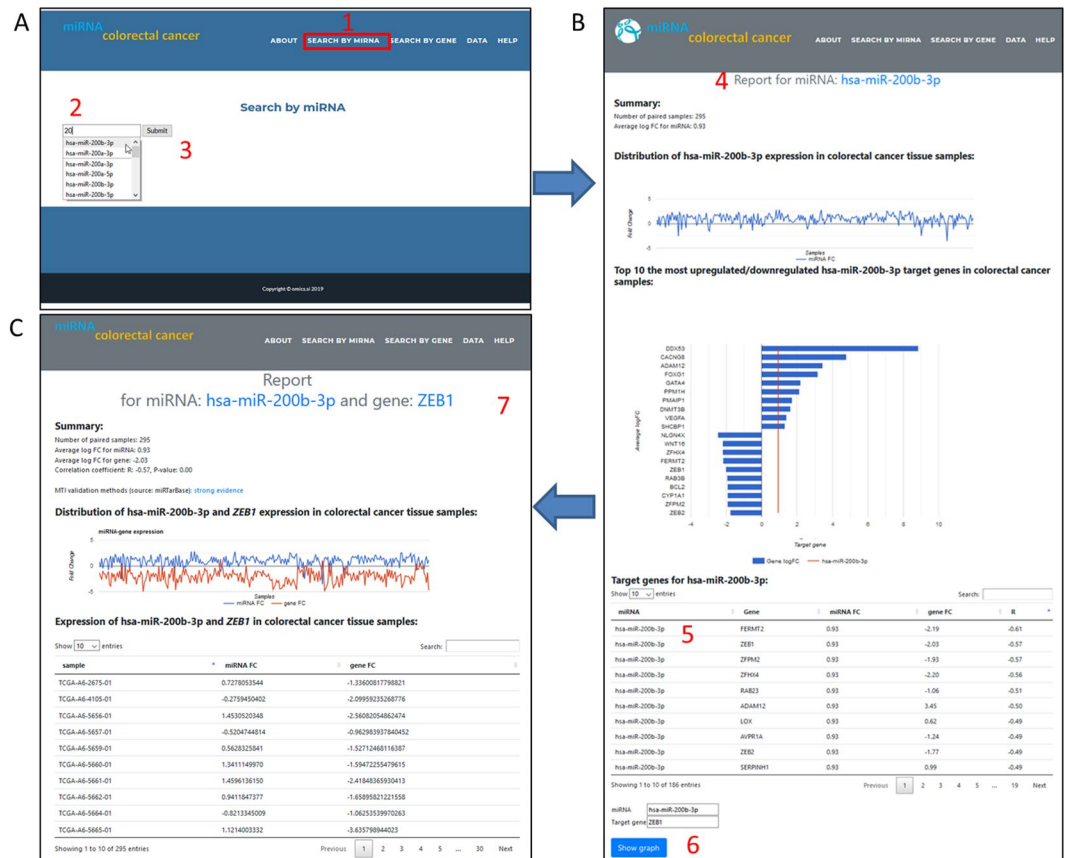 A
miRNA
colorectal cancer
1
ABOUT SEARCH BY MIRNA SEARCH BY GENE DATA HELP
Search by miRNA
2
20 Submit
3
hsa-miR-200b-3p
hsa-miR-200a-3p
hsa-miR-200a-3p
hsa-miR-200a-5p
hsa-miR-200b-3p
hsa-miR-200b-5p
Copyright © omics.si 2019
B
miRNA
colorectal cancer
ABOUT SEARCH BY MIRNA SEARCH BY GENE DATA HELP
4
Report for miRNA: hsa-miR-200b-3p
Summary:
Number of paired samples: 295
Average log FC for miRNA: 0.93
Distribution of hsa-miR-200b-3p expression in colorectal cancer tissue samples:
5
Fold Change
0
-5
Samples
miRNA FC
Top 10 the most upregulated/downregulated hsa-miR-200b-3p target genes in colorectal cancer
samples:
DDX53
CACNG8
ADAM12
FOXG1
GATA4
PPM1H
PMAIP1
DNMT3B
VEGFA
SHCBP1
Average logFC
NLGN4X
WNT16
ZFHX4
FERMT2
ZEB1
RAB3B
BCL2
CYP1A1
ZFPM2
ZEB2
-4 -2 0 2 4 6 8 10
Target gene
Gene logFC hsa-miR-200b-3p
Target genes for hsa-miR-200b-3p:
Show 10 entries Search:
miRNA Gene miRNA FC gene FC R
5
hsa-miR-200b-3p FERMT2 0.93 -2.19 -0.61
hsa-miR-200b-3p ZEB1 0.93 -2.03 -0.57
hsa-miR-200b-3p ZFPM2 0.93 -1.93 -0.57
hsa-miR-200b-3p ZFHX4 0.93 -2.20 -0.56
hsa-miR-200b-3p RAB23 0.93 -1.06 -0.51
hsa-miR-200b-3p ADAM12 0.93 3.45 -0.50
hsa-miR-200b-3p LOX 0.93 0.62 -0.49
hsa-miR-200b-3p AVPR1A 0.93 -1.24 -0.49
hsa-miR-200b-3p ZEB2 0.93 -1.77 -0.49
hsa-miR-200b-3p SERPINH1 0.93 0.99 -0.49
Showing 1 to 10 of 186 entries Previous 1 2 3 4 5 ... 19 Next
miRNA hsa-miR-200b-3p
Target gene ZEB1
Show graph
6
C
miRNA
colorectal cancer
ABOUT SEARCH BY MIRNA SEARCH BY GENE DATA HELP
Report
for miRNA: hsa-miR-200b-3p and gene: ZEB1
7
Summary:
Number of paired samples: 295
Average log FC for miRNA: 0.93
Average log FC for gene: -2.03
Correlation coefficient: R: -0.57, P-value: 0.00
MTI validation methods (source: miRTarBase): strong evidence
Distribution of hsa-miR-200b-3p and ZEB1 expression in colorectal cancer tissue samples:
miRNA-gene expression
5
Fold Change
0
-5
Samples
miRNA FC gene FC
Expression of hsa-miR-200b-3p and ZEB1 in colorectal cancer tissue samples:
Show 10 entries Search:
sample miRNA FC gene FC
TCGA-A6-2675-01 0.7278053544 -1.33600817798821
TCGA-A6-4105-01 -0.2759450402 -2.09959235268776
TCGA-A6-5656-01 1.4530520348 -2.56082054862474
TCGA-A6-5657-01 -0.5204744814 -0.962983937840452
TCGA-A6-5659-01 0.5628325841 -1.52712468116387
TCGA-A6-5660-01 1.3411149970 -1.59472255479615
TCGA-A6-5661-01 1.4596136150 -2.41848365930413
TCGA-A6-5662-01 0.9411847377 -1.65895821221558
TCGA-A6-5664-01 -0.8213345009 -1.06253539970263
TCGA-A6-5665-01 1.1214003332 -3.635798944023
Showing 1 to 10 of 295 entries Previous 1 2 3 4 5 ... 30 Next